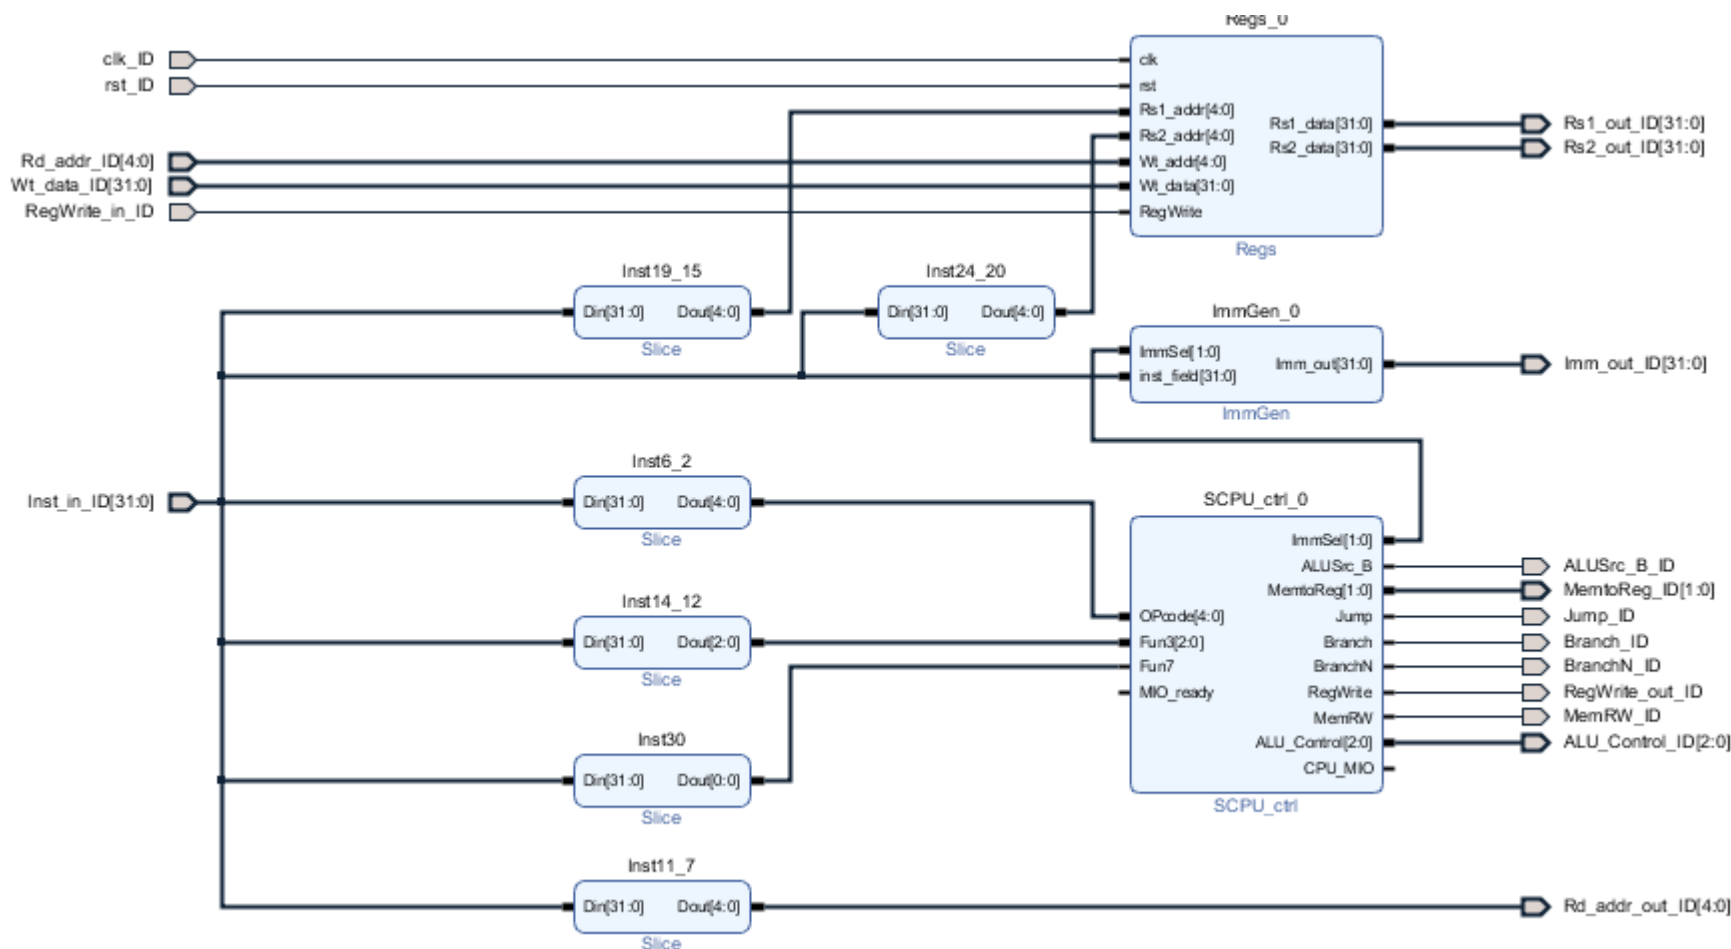 Regs_0
clk_ID
rst_ID
Rd_addr_ID[4:0]
Wt_data_ID[31:0]
RegWrite_in_ID
clk
rst
Rs1_addr[4:0]
Rs2_addr[4:0]
Wt_addr[4:0]
Wt_data[31:0]
RegWrite
Rs1_data[31:0]
Rs2_data[31:0]
Regs
Rs1_out_ID[31:0]
Rs2_out_ID[31:0]
Inst19_15
Din[31:0] Dout[4:0]
Slice
Inst24_20
Din[31:0] Dout[4:0]
Slice
ImmGen_0
ImmSel[1:0]
inst_field[31:0]
Imm_out[31:0]
ImmGen
Imm_out_ID[31:0]
Inst_in_ID[31:0]
Inst6_2
Din[31:0] Dout[4:0]
Slice
Inst14_12
Din[31:0] Dout[2:0]
Slice
Inst30
Din[31:0] Dout[0:0]
Slice
Inst11_7
Din[31:0] Dout[4:0]
Slice
SCPU_ctrl_0
OPcode[4:0]
Fun3[2:0]
Fun7
MIO_ready
ImmSel[1:0]
ALUSrc_B
MemtoReg[1:0]
Jump
Branch
BranchN
RegWrite
MemRW
ALU_Control[2:0]
CPU_MIO
SCPU_ctrl
ALUSrc_B_ID
MemtoReg_ID[1:0]
Jump_ID
Branch_ID
BranchN_ID
RegWrite_out_ID
MemRW_ID
ALU_Control_ID[2:0]
Rd_addr_out_ID[4:0]